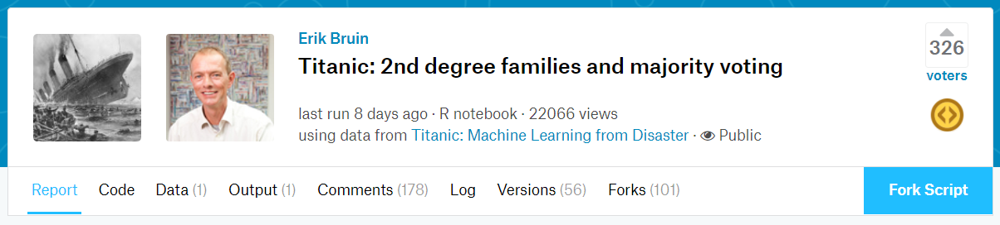 Erik Bruin
Titanic: 2nd degree families and majority voting
last run 8 days ago · R notebook · 22066 views
using data from Titanic: Machine Learning from Disaster · Public
326
voters
Report Code Data (1) Output (1) Comments (178) Log Versions (56) Forks (101) Fork Script